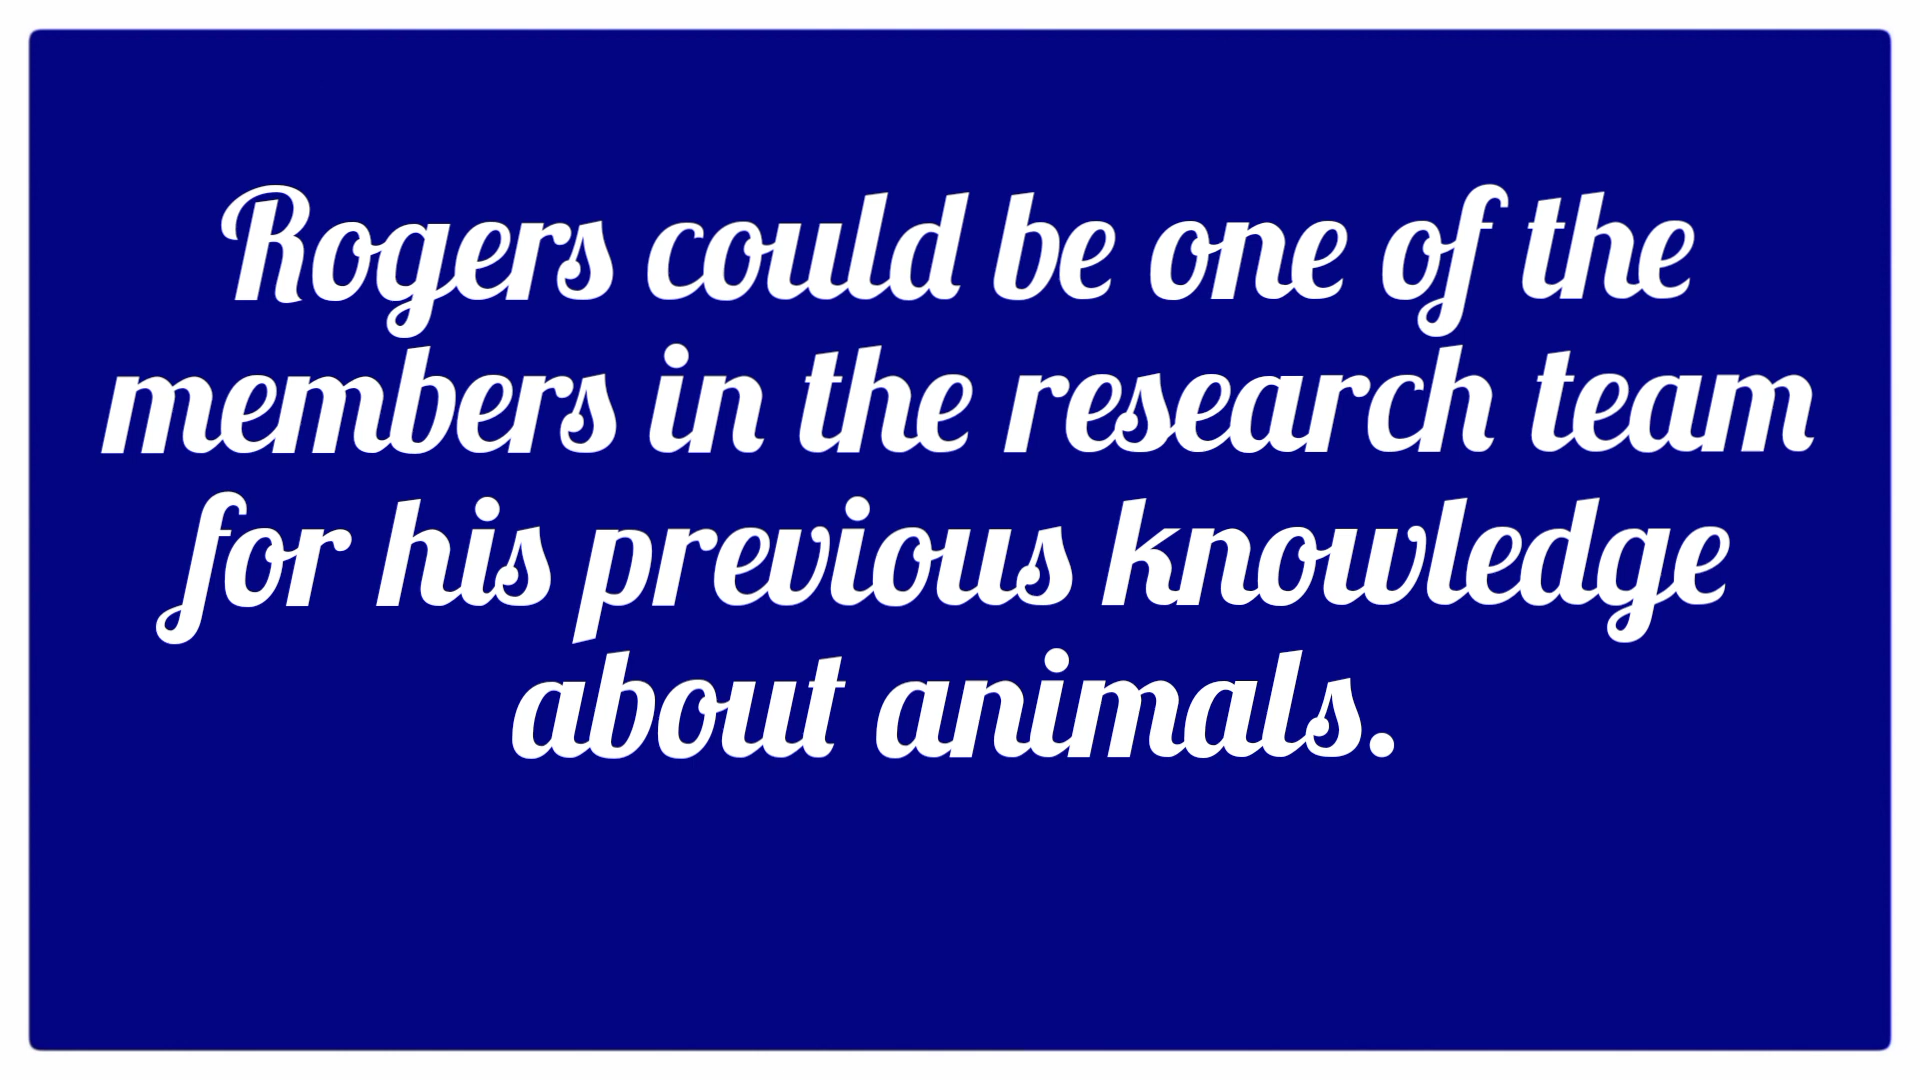 Rogers could be one of the
members in the research team
for his previous knowledge
about animals.